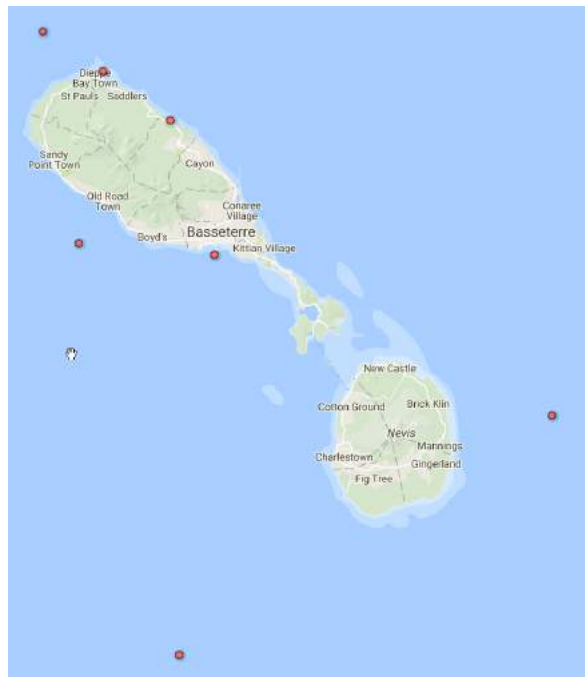 Dieppe
Bay Town
St Pauls Saddlers
Sandy
Point Town
Cayon
Old Road
Town
Conaree
Village
Boyd's
Basseterre
Kittian Village
New Castle
Cotton Ground
Brick Kiln
Nevis
Mannings
Charlestown
Gingerland
Fig Tree